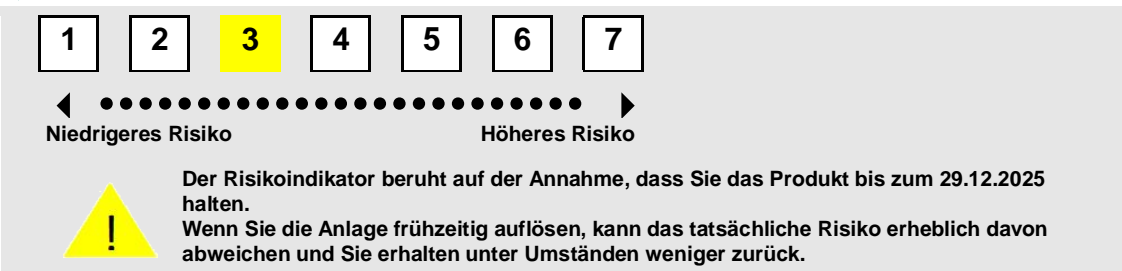 1 2 3 4 5 6 7
Niedrigeres Risiko Höheres Risiko
Der Risikoindikator beruht auf der Annahme, dass Sie das Produkt bis zum 29.12.2025
halten.
! Wenn Sie die Anlage frühzeitig auflösen, kann das tatsächliche Risiko erheblich davon
abweichen und Sie erhalten unter Umständen weniger zurück.